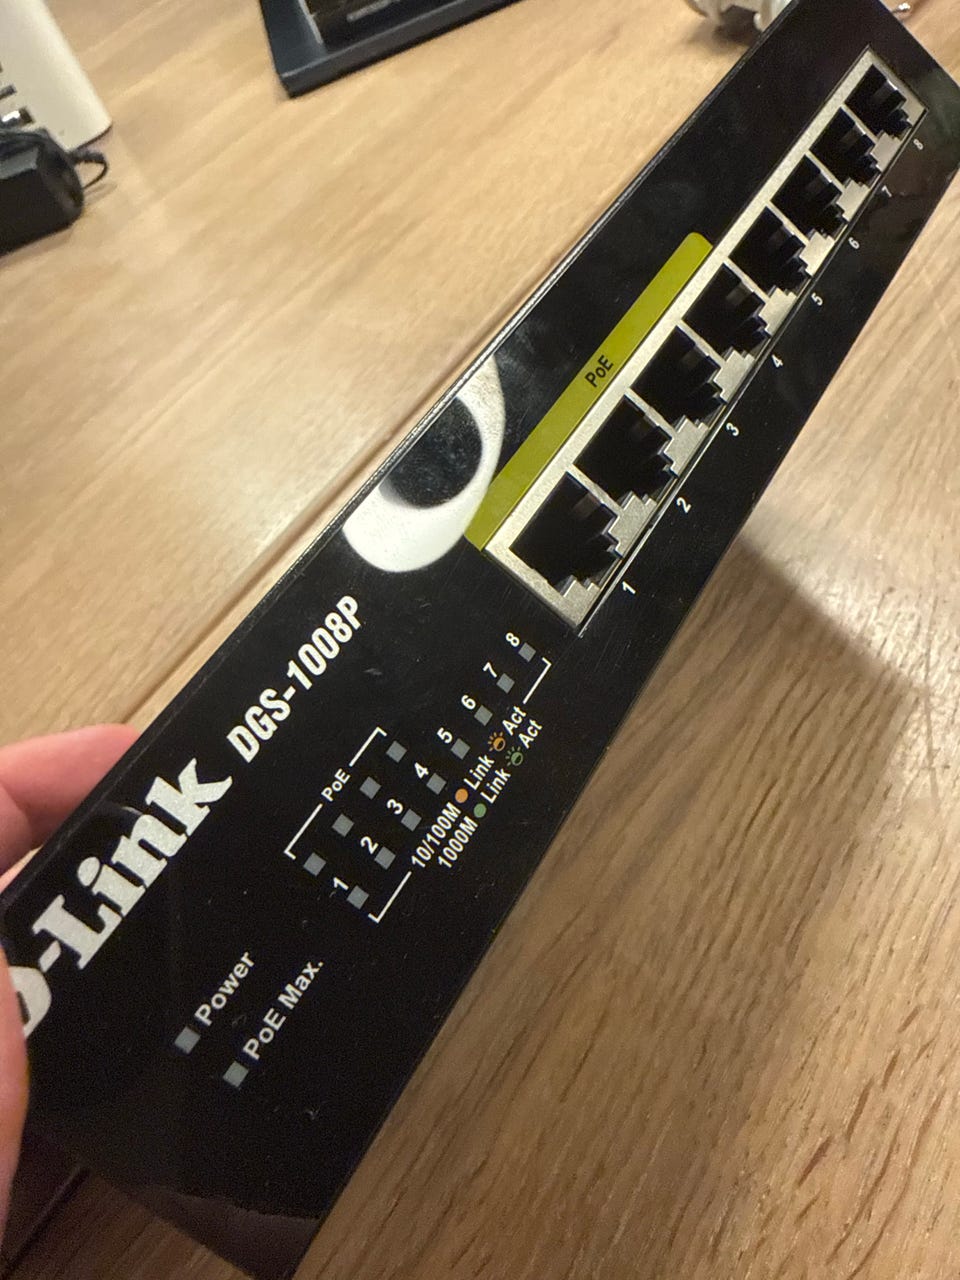 D-Link
DGS-1008P
PoE
1 2 3 4 5 6 7 8
PoE
1 2 3 4 5 6 7 8
10/100M Link Act
1000M Link Act
Power
PoE Max.